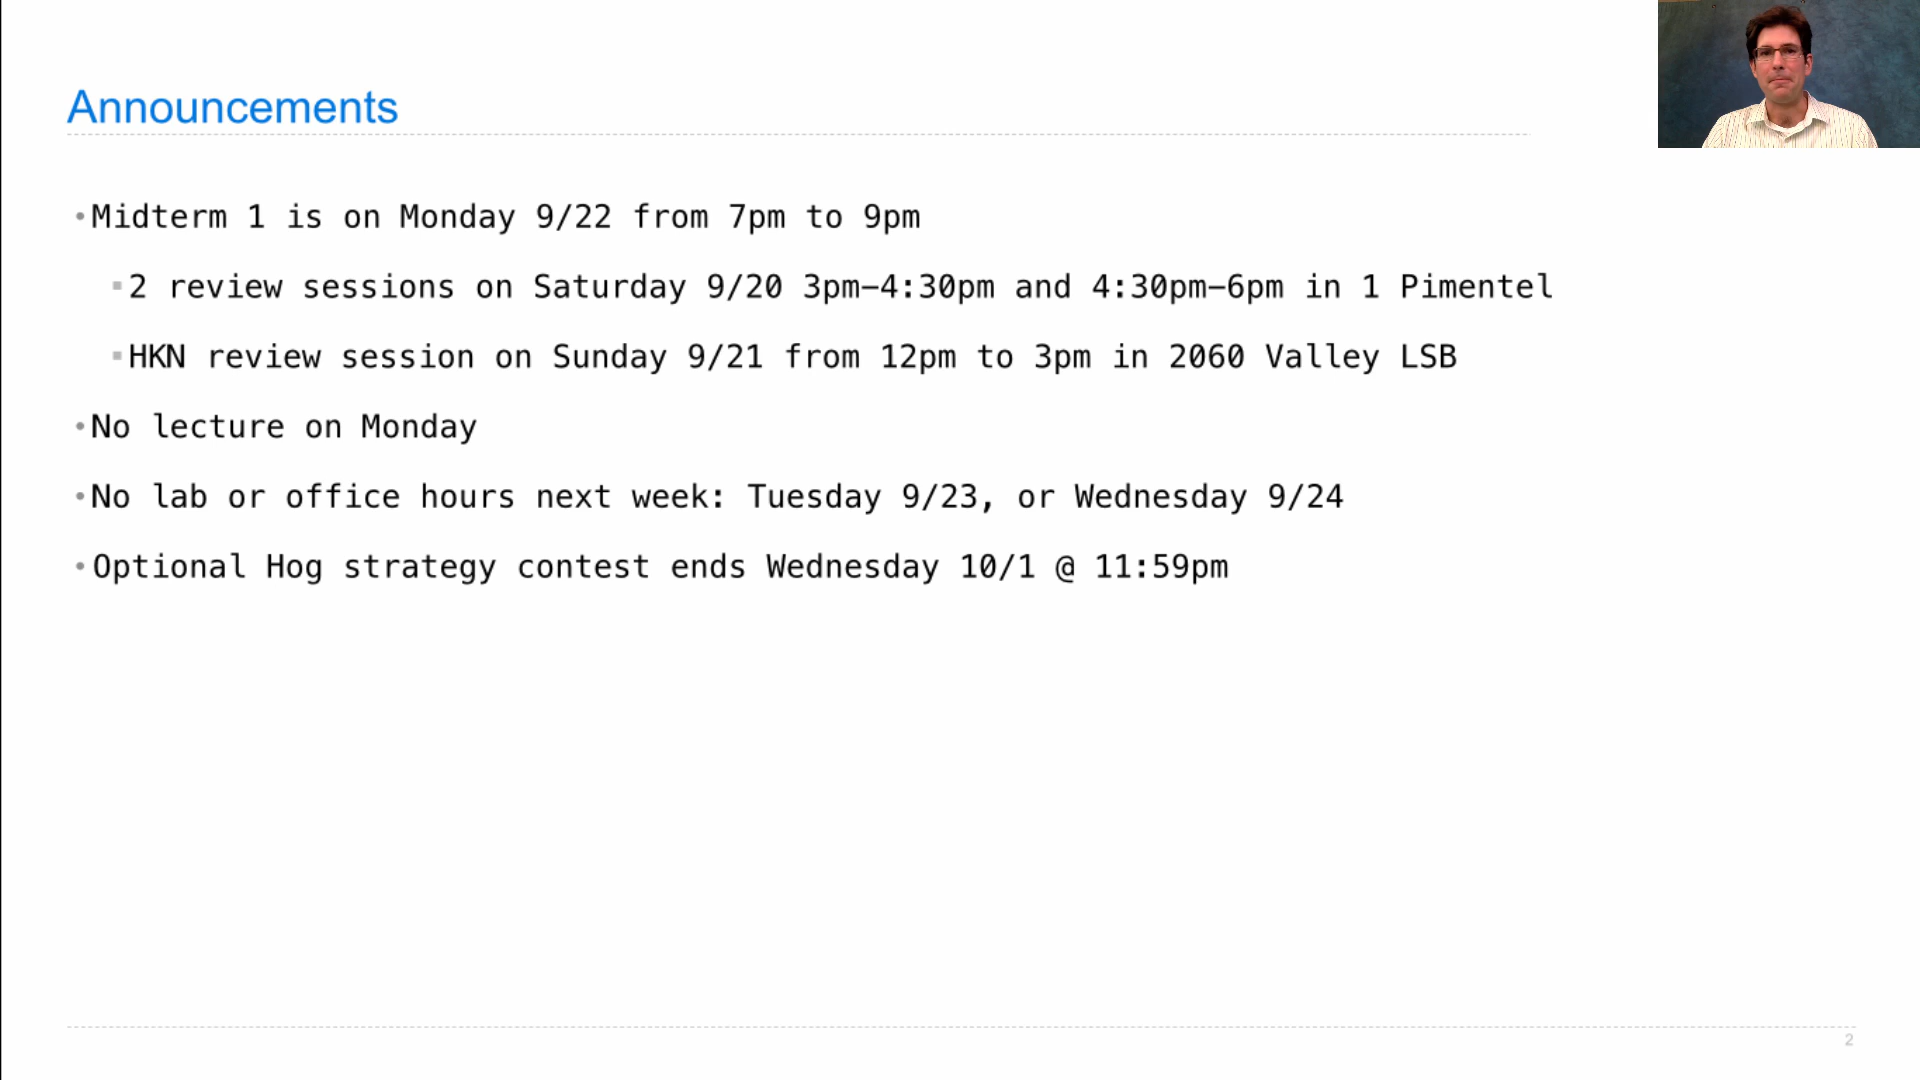 Announcements
•Midterm 1 is on Monday 9/22 from 7pm to 9pm
▪2 review sessions on Saturday 9/20 3pm–4:30pm and 4:30pm–6pm in 1 Pimentel
▪HKN review session on Sunday 9/21 from 12pm to 3pm in 2060 Valley LSB
•No lecture on Monday
•No lab or office hours next week: Tuesday 9/23, or Wednesday 9/24
•Optional Hog strategy contest ends Wednesday 10/1 @ 11:59pm
2